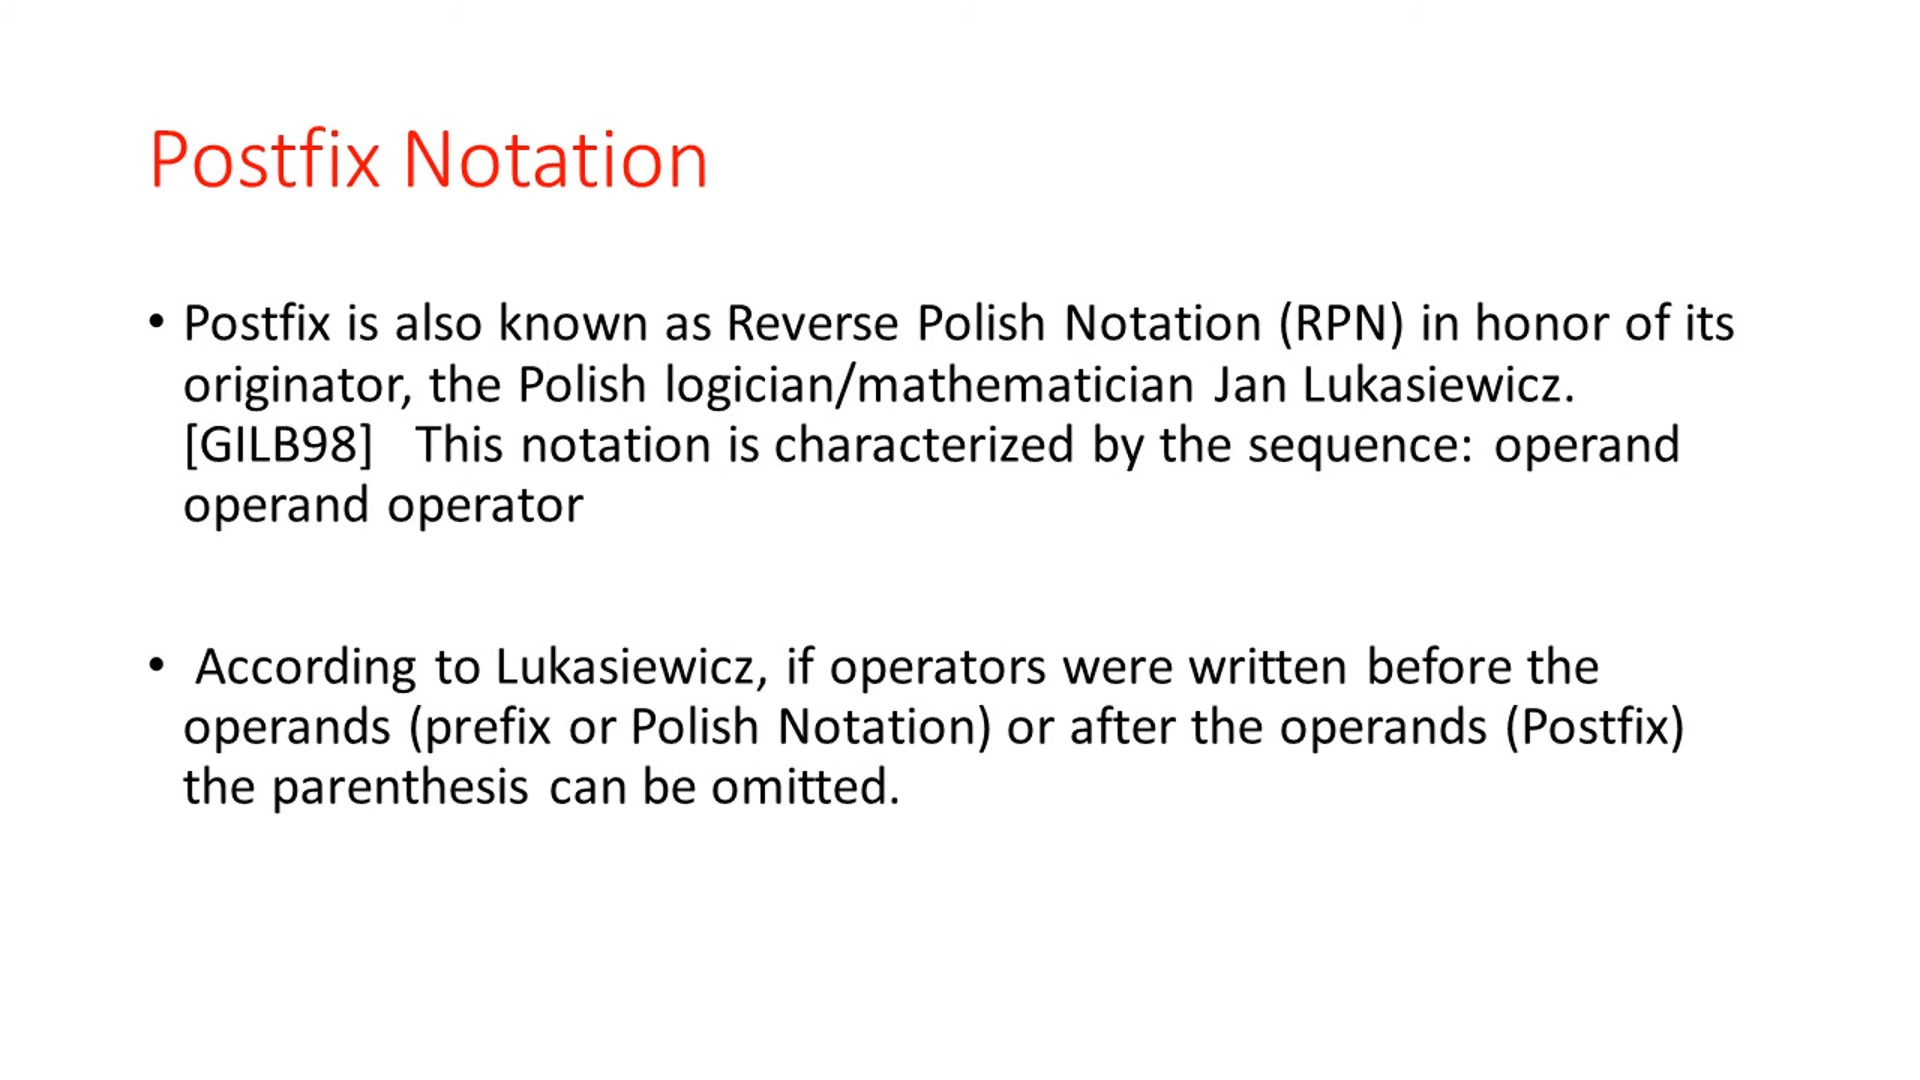 Postfix Notation
• Postfix is also known as Reverse Polish Notation (RPN) in honor of its
originator, the Polish logician/mathematician Jan Lukasiewicz.
[GILB98] This notation is characterized by the sequence: operand
operand operator
• According to Lukasiewicz, if operators were written before the
operands (prefix or Polish Notation) or after the operands (Postfix)
the parenthesis can be omitted.